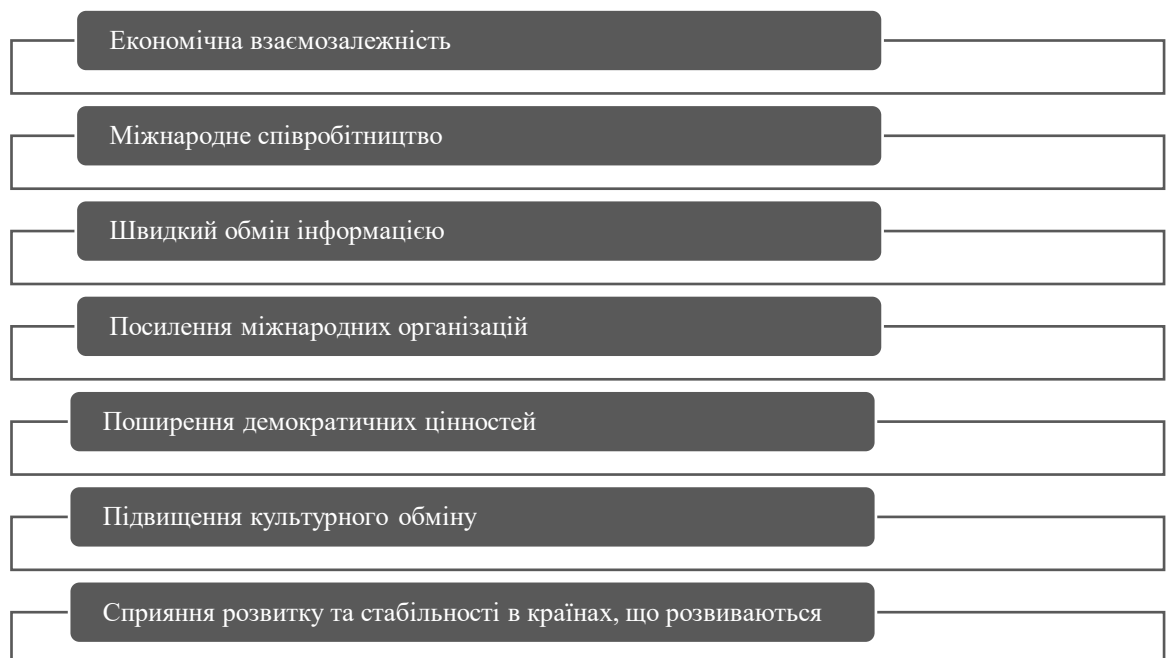 Економічна взаємозалежність
Міжнародне співробітництво
Швидкий обмін інформацією
Посилення міжнародних організацій
Поширення демократичних цінностей
Підвищення культурного обміну
Сприяння розвитку та стабільності в країнах, що розвиваються